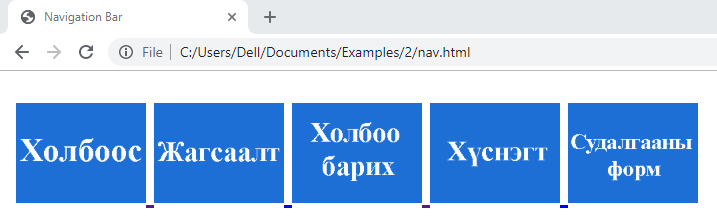 Navigation Bar
File C:/Users/Dell/Documents/Examples/2/nav.html
Холбоос
Жагсаалт
Холбоо
барих
Хүснэгт
Судалгааны
форм